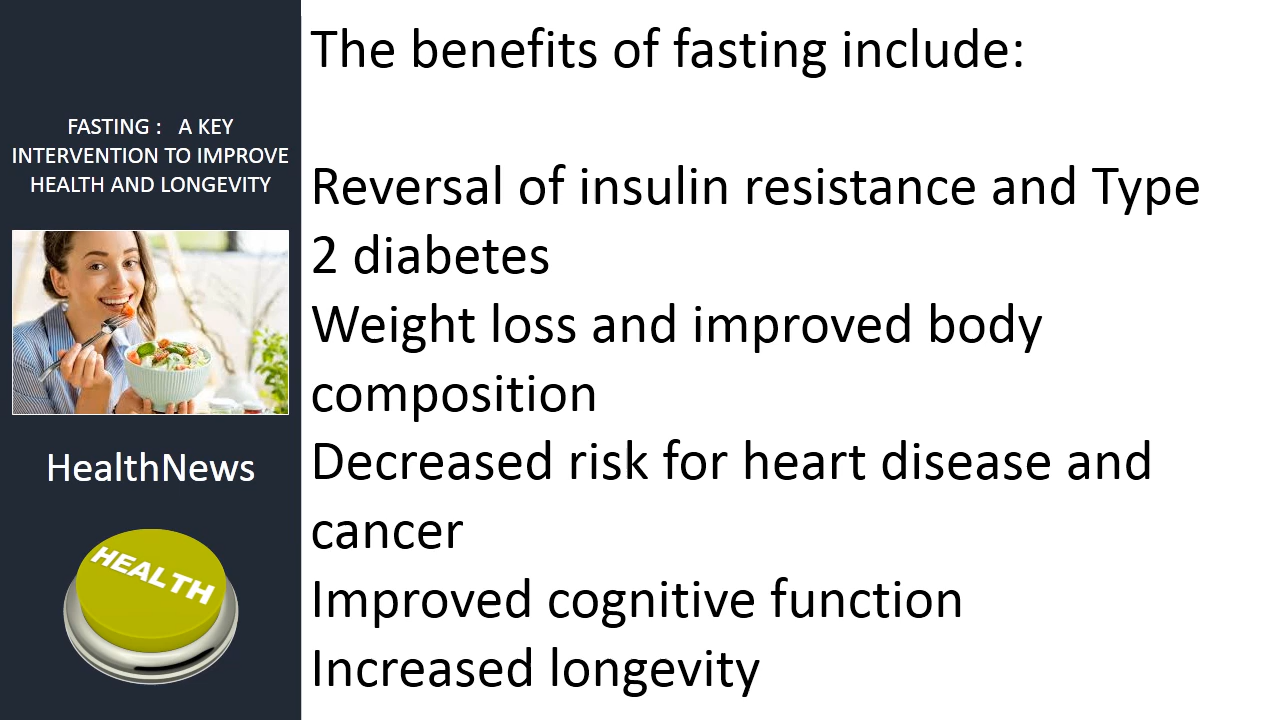 FASTING : A KEY
INTERVENTION TO IMPROVE
HEALTH AND LONGEVITY
HealthNews
HEALTH
The benefits of fasting include:
Reversal of insulin resistance and Type
2 diabetes
Weight loss and improved body
composition
Decreased risk for heart disease and
cancer
Improved cognitive function
Increased longevity